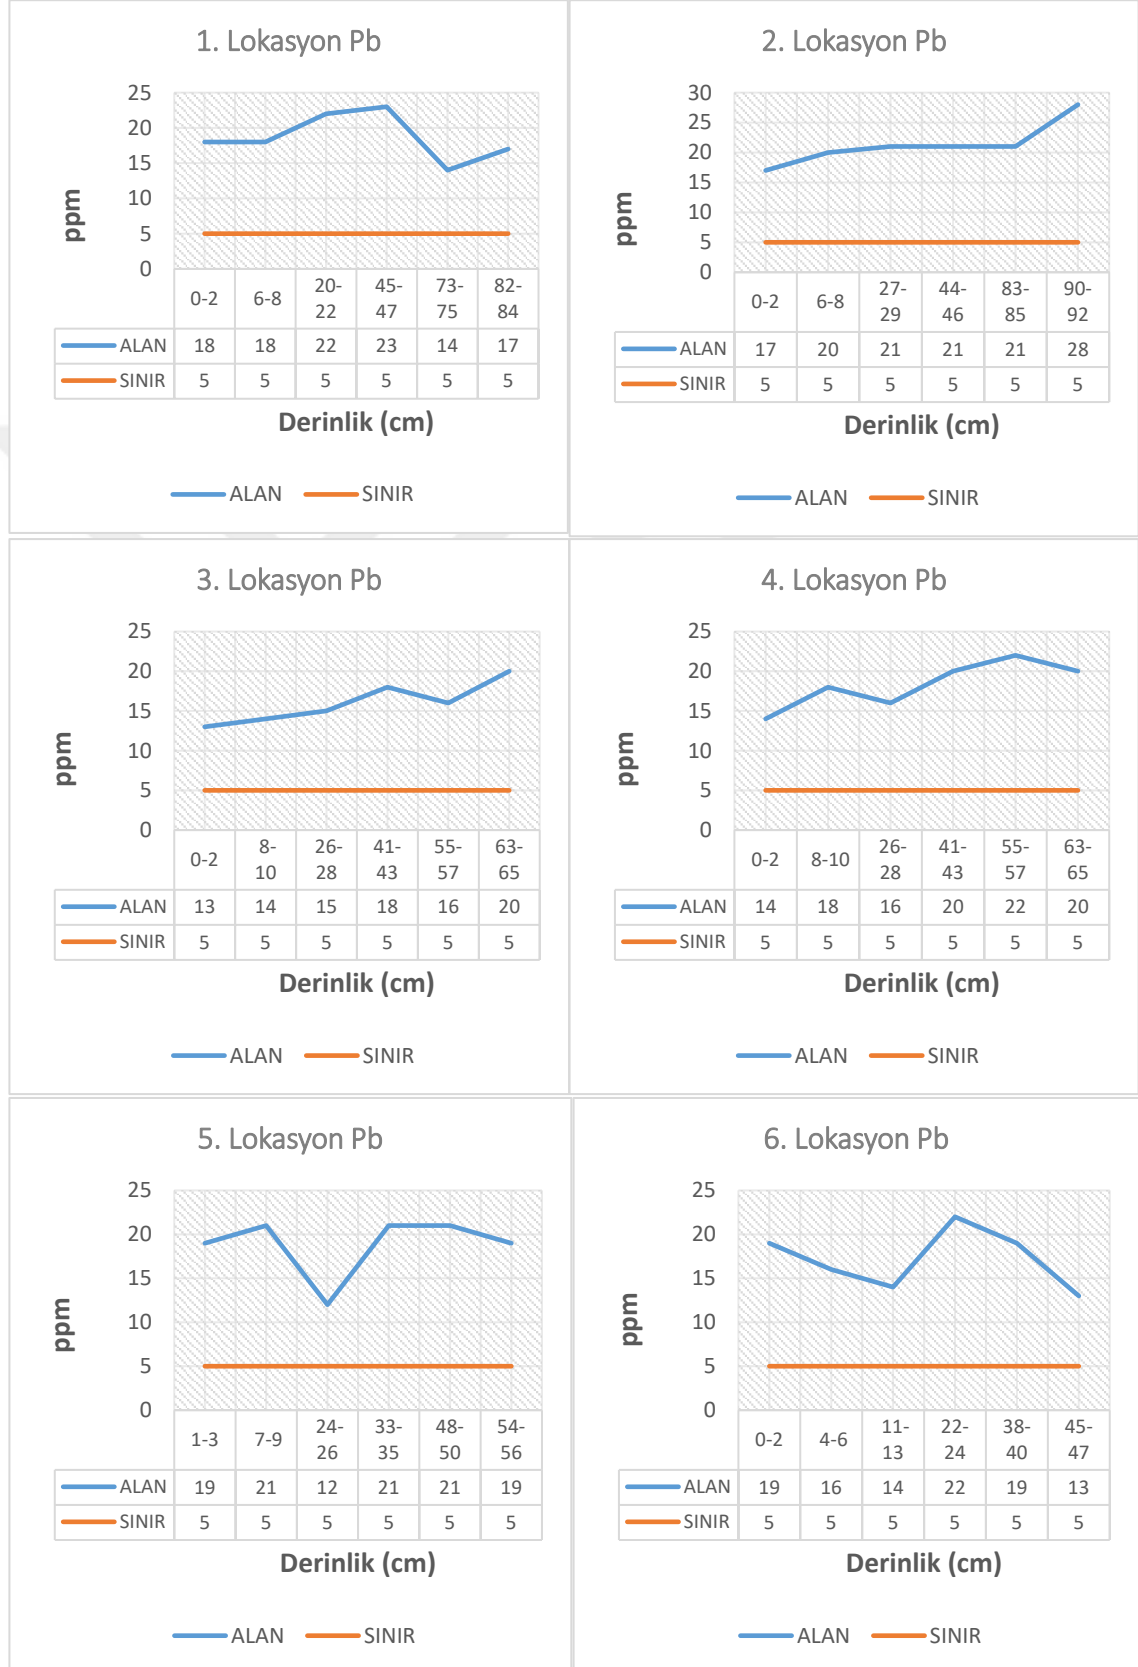 1. Lokasyon Pb
25
20
15
10
5
0
ppm
0-2 6-8 20-22 45-47 73-75 82-84
ALAN 18 18 22 23 14 17
SINIR 5 5 5 5 5 5
Derinlik (cm)
ALAN SINIR
2. Lokasyon Pb
30
25
20
15
10
5
0
ppm
0-2 6-8 27-29 44-46 83-85 90-92
ALAN 17 20 21 21 21 28
SINIR 5 5 5 5 5 5
Derinlik (cm)
ALAN SINIR
3. Lokasyon Pb
25
20
15
10
5
0
ppm
0-2 8-10 26-28 41-43 55-57 63-65
ALAN 13 14 15 18 16 20
SINIR 5 5 5 5 5 5
Derinlik (cm)
ALAN SINIR
4. Lokasyon Pb
25
20
15
10
5
0
ppm
0-2 8-10 26-28 41-43 55-57 63-65
ALAN 14 18 16 20 22 20
SINIR 5 5 5 5 5 5
Derinlik (cm)
ALAN SINIR
5. Lokasyon Pb
25
20
15
10
5
0
ppm
1-3 7-9 24-26 33-35 48-50 54-56
ALAN 19 21 12 21 21 19
SINIR 5 5 5 5 5 5
Derinlik (cm)
ALAN SINIR
6. Lokasyon Pb
25
20
15
10
5
0
ppm
0-2 4-6 11-13 22-24 38-40 45-47
ALAN 19 16 14 22 19 13
SINIR 5 5 5 5 5 5
Derinlik (cm)
ALAN SINIR